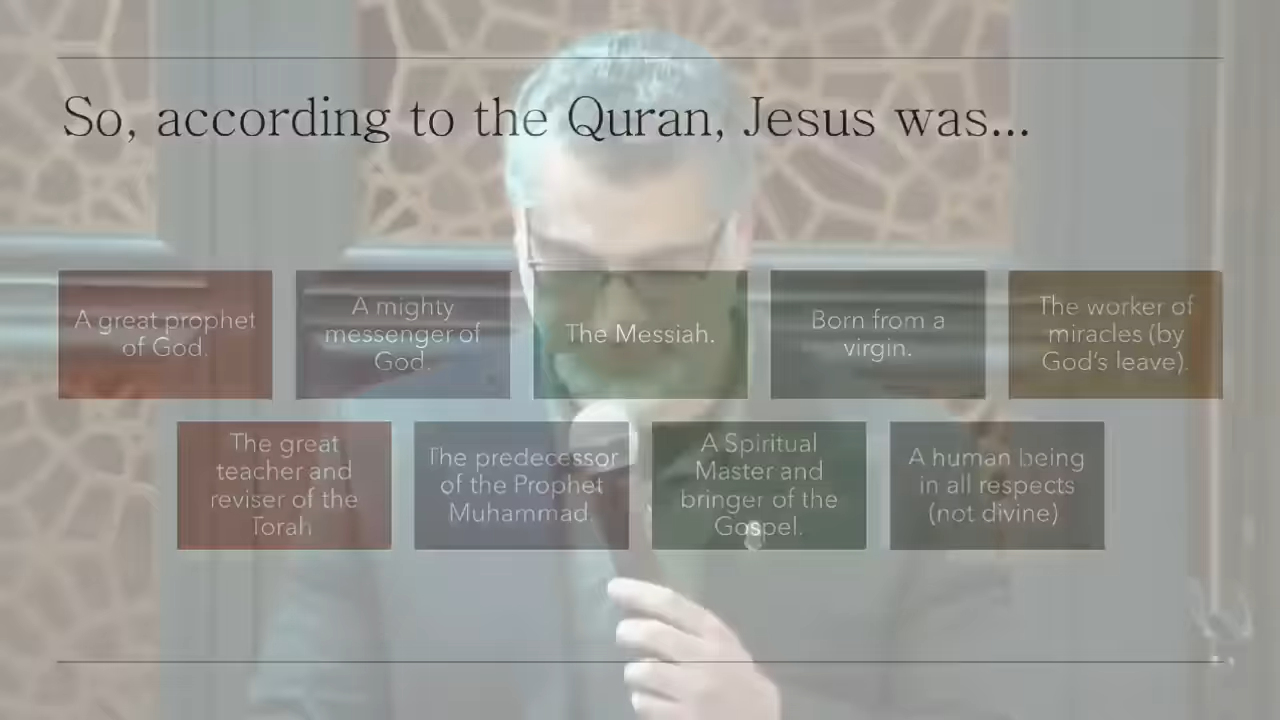 So, according to the Quran, Jesus was...
A great prophet
of God.
A mighty
messenger of
God.
The Messiah.
Born from a
virgin.
The worker of
miracles (by
God's leave).
The great
teacher and
reviser of the
Torah
The predecessor
of the Prophet
Muhammad.
A Spiritual
Master and
bringer of the
Gospel.
A human being
in all respects
(not divine)